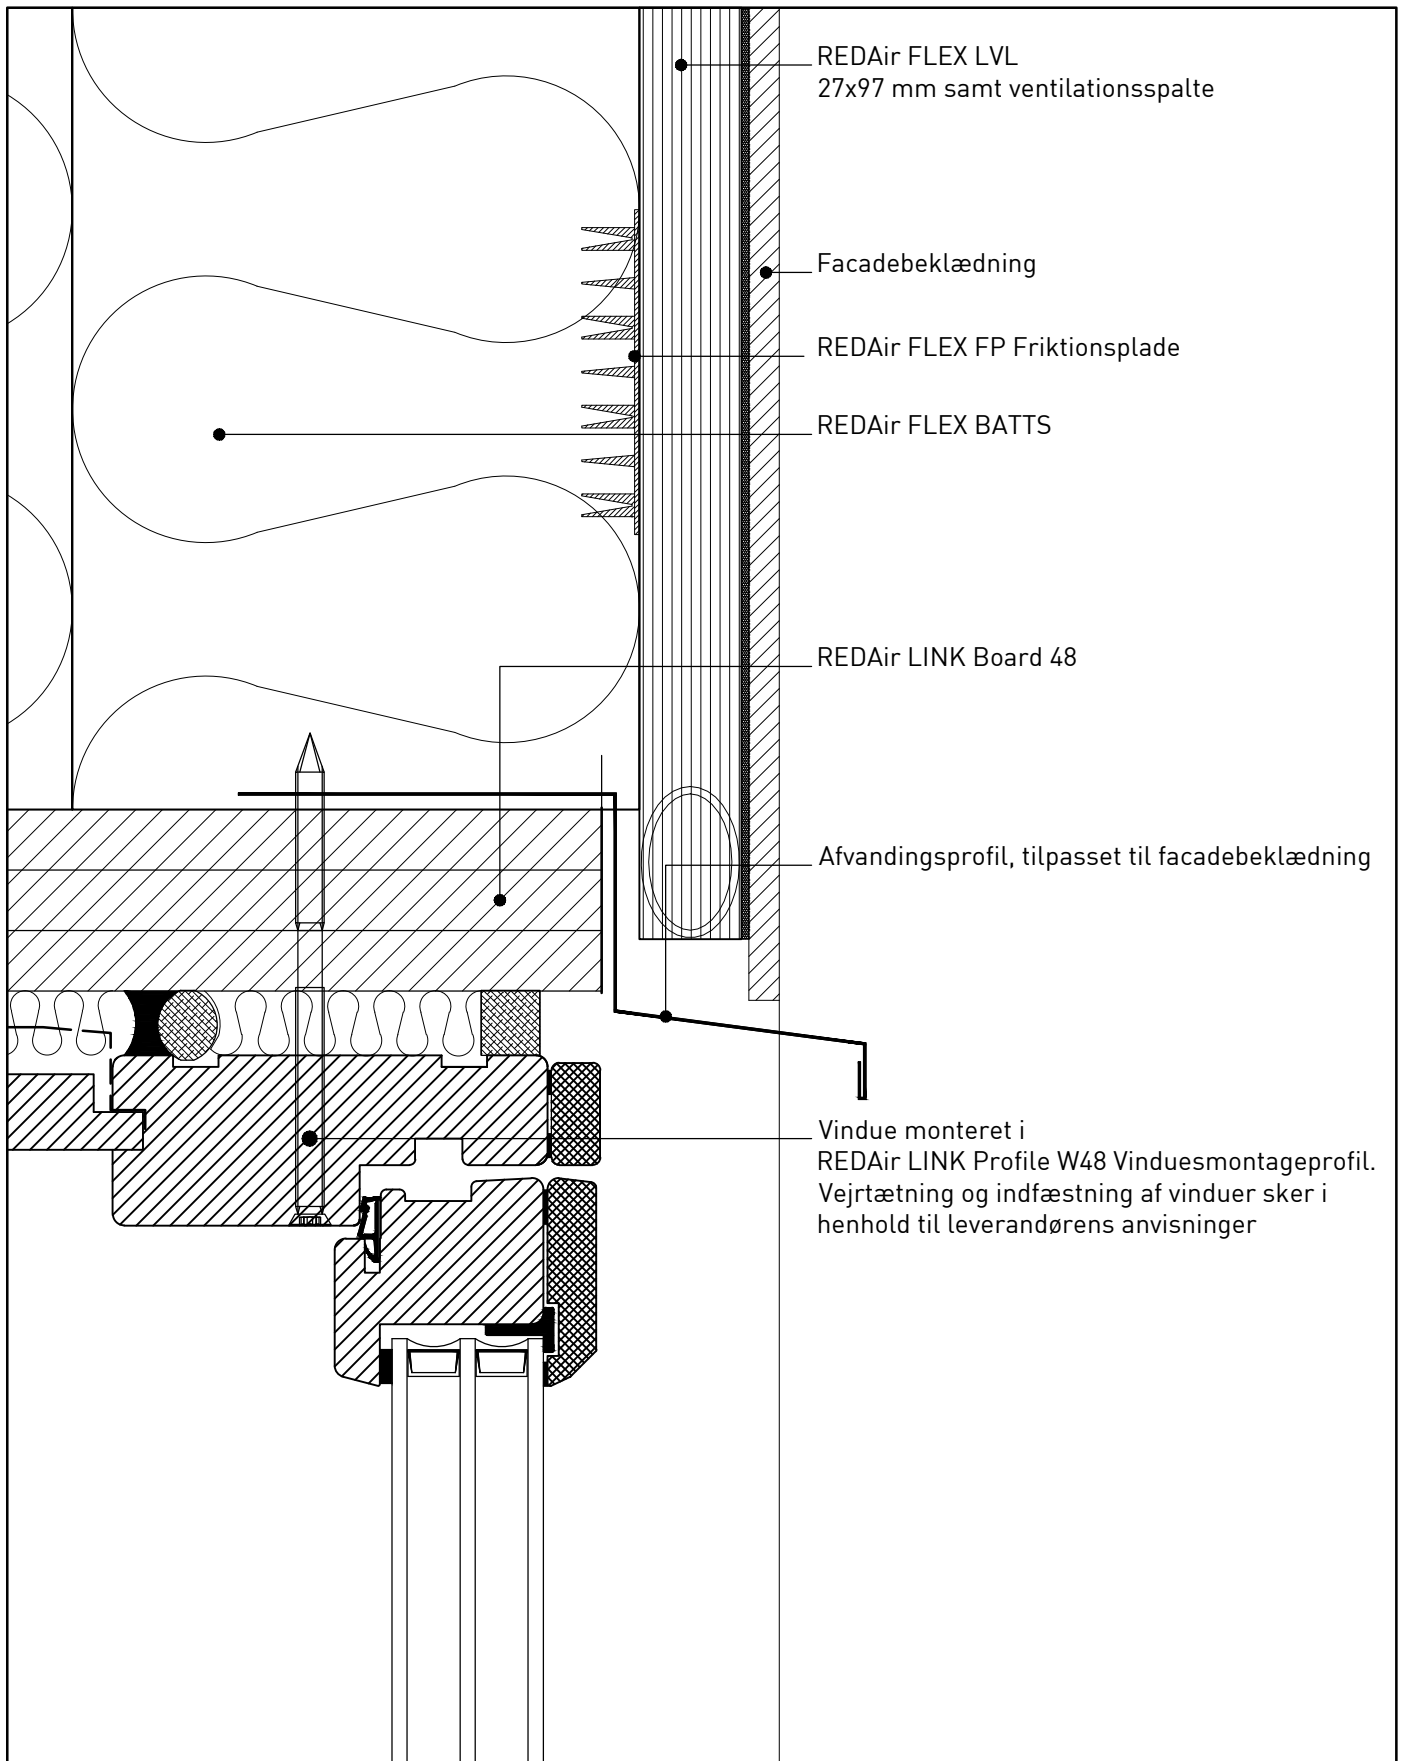 REDAir FLEX LVL
27x97 mm samt ventilationsspalte
Facadebeklædning
REDAir FLEX FP Friktionsplade
REDAir FLEX BATTS
REDAir LINK Board 48
Afvandingsprofil, tilpasset til facadebeklædning
Vindue monteret i
REDAir LINK Profile W48 Vinduesmontageprofil.
Vejrtætning og indfæstning af vinduer sker i
henhold til leverandørens anvisninger